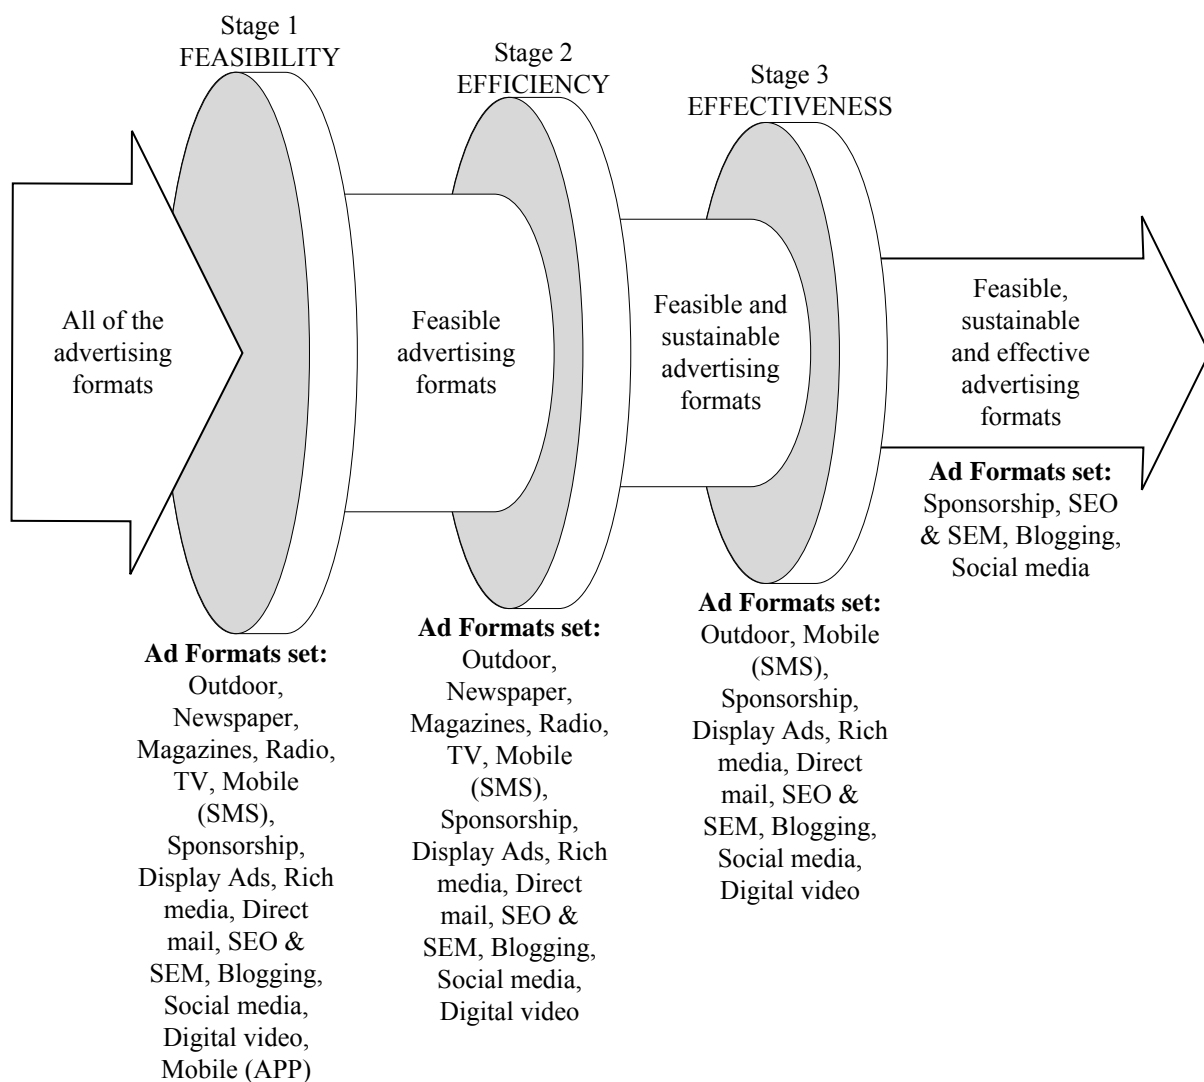 Stage 1
FEASIBILITY
Stage 2
EFFICIENCY
Stage 3
EFFECTIVENESS
All of the
advertising
formats
Feasible
advertising
formats
Feasible and
sustainable
advertising
formats
Feasible,
sustainable
and effective
advertising
formats
Ad Formats set:
Outdoor,
Newspaper,
Magazines, Radio,
TV, Mobile
(SMS),
Sponsorship,
Display Ads, Rich
media, Direct
mail, SEO &
SEM, Blogging,
Social media,
Digital video,
Mobile (APP)
Ad Formats set:
Outdoor,
Newspaper,
Magazines, Radio,
TV, Mobile
(SMS),
Sponsorship,
Display Ads, Rich
media, Direct
mail, SEO &
SEM, Blogging,
Social media,
Digital video
Ad Formats set:
Outdoor, Mobile
(SMS),
Sponsorship,
Display Ads, Rich
media, Direct
mail, SEO &
SEM, Blogging,
Social media,
Digital video
Ad Formats set:
Sponsorship, SEO
& SEM, Blogging,
Social media